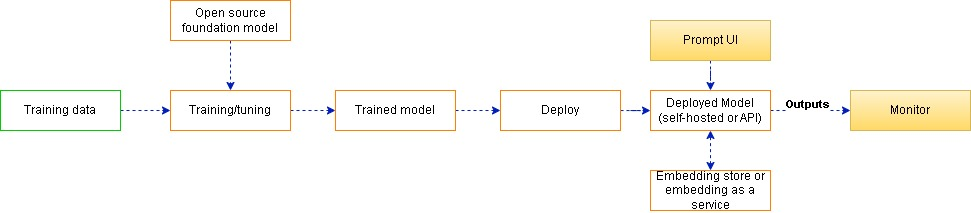 Open source
foundation model
Prompt UI
Training data
Training/tuning
Trained model
Deploy
Deployed Model
(self-hosted or API)
Outputs
Monitor
Embedding store or
embedding as a
service